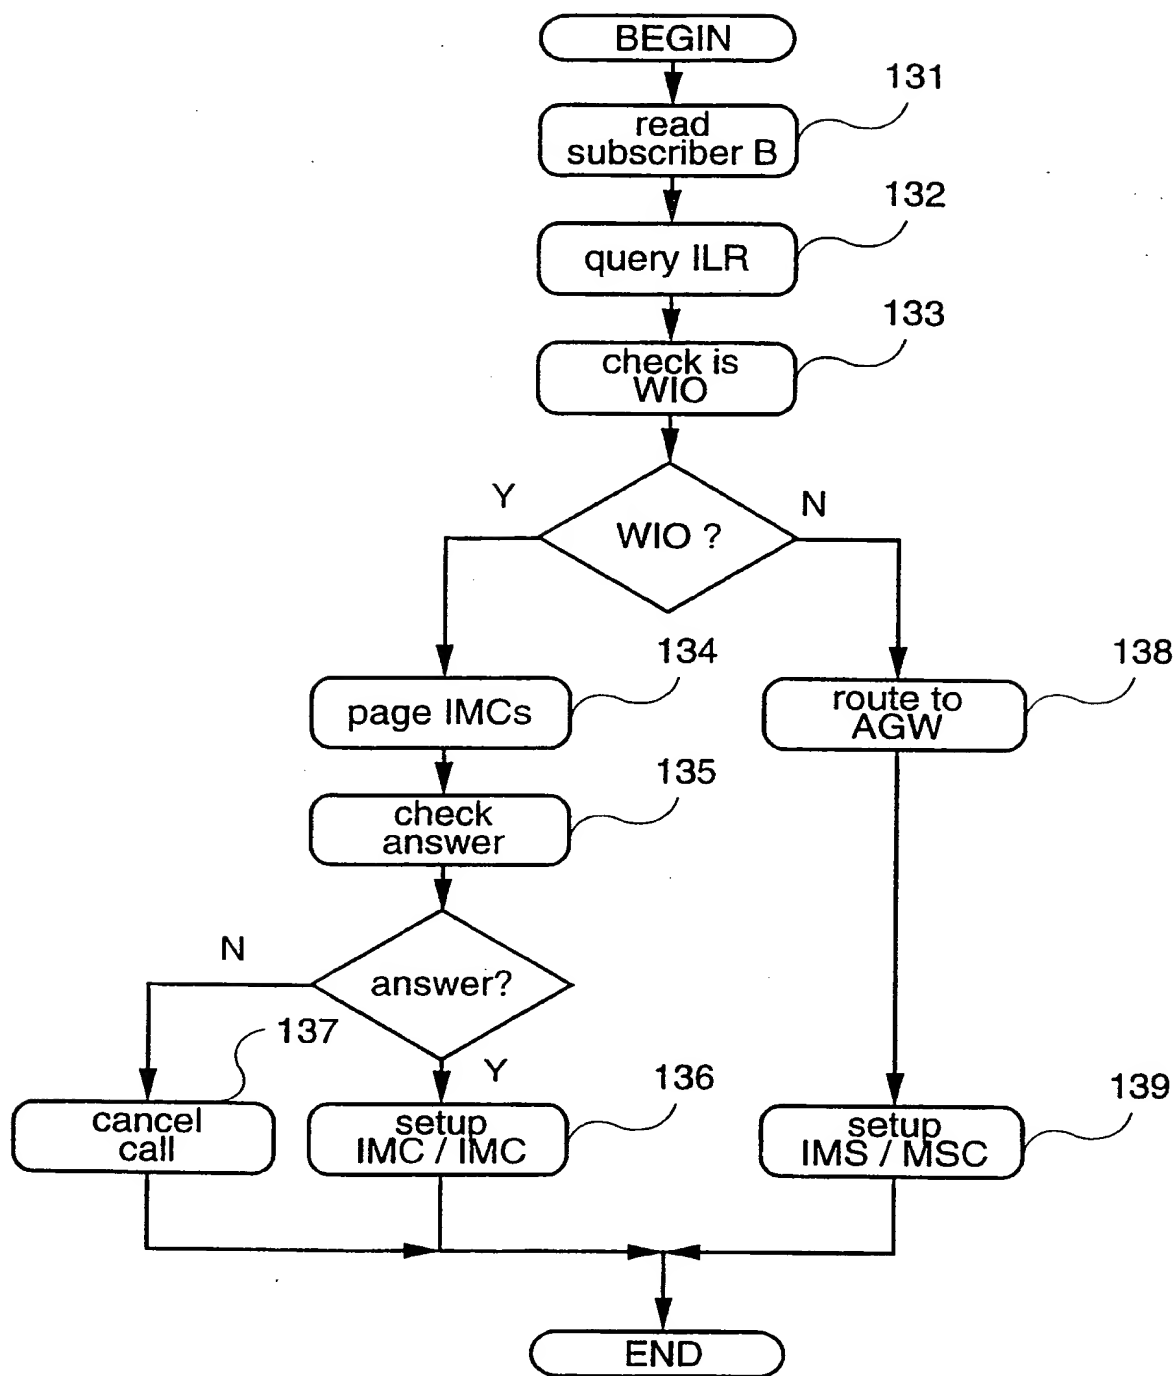 BEGIN
131
read
subscriber B
132
query ILR
133
check is
WIO
Y
N
WIO ?
134
138
page IMCs
route to
AGW
135
check
answer
N
answer?
137
Y
136
139
cancel
call
setup
IMC / IMC
setup
IMS / MSC
END